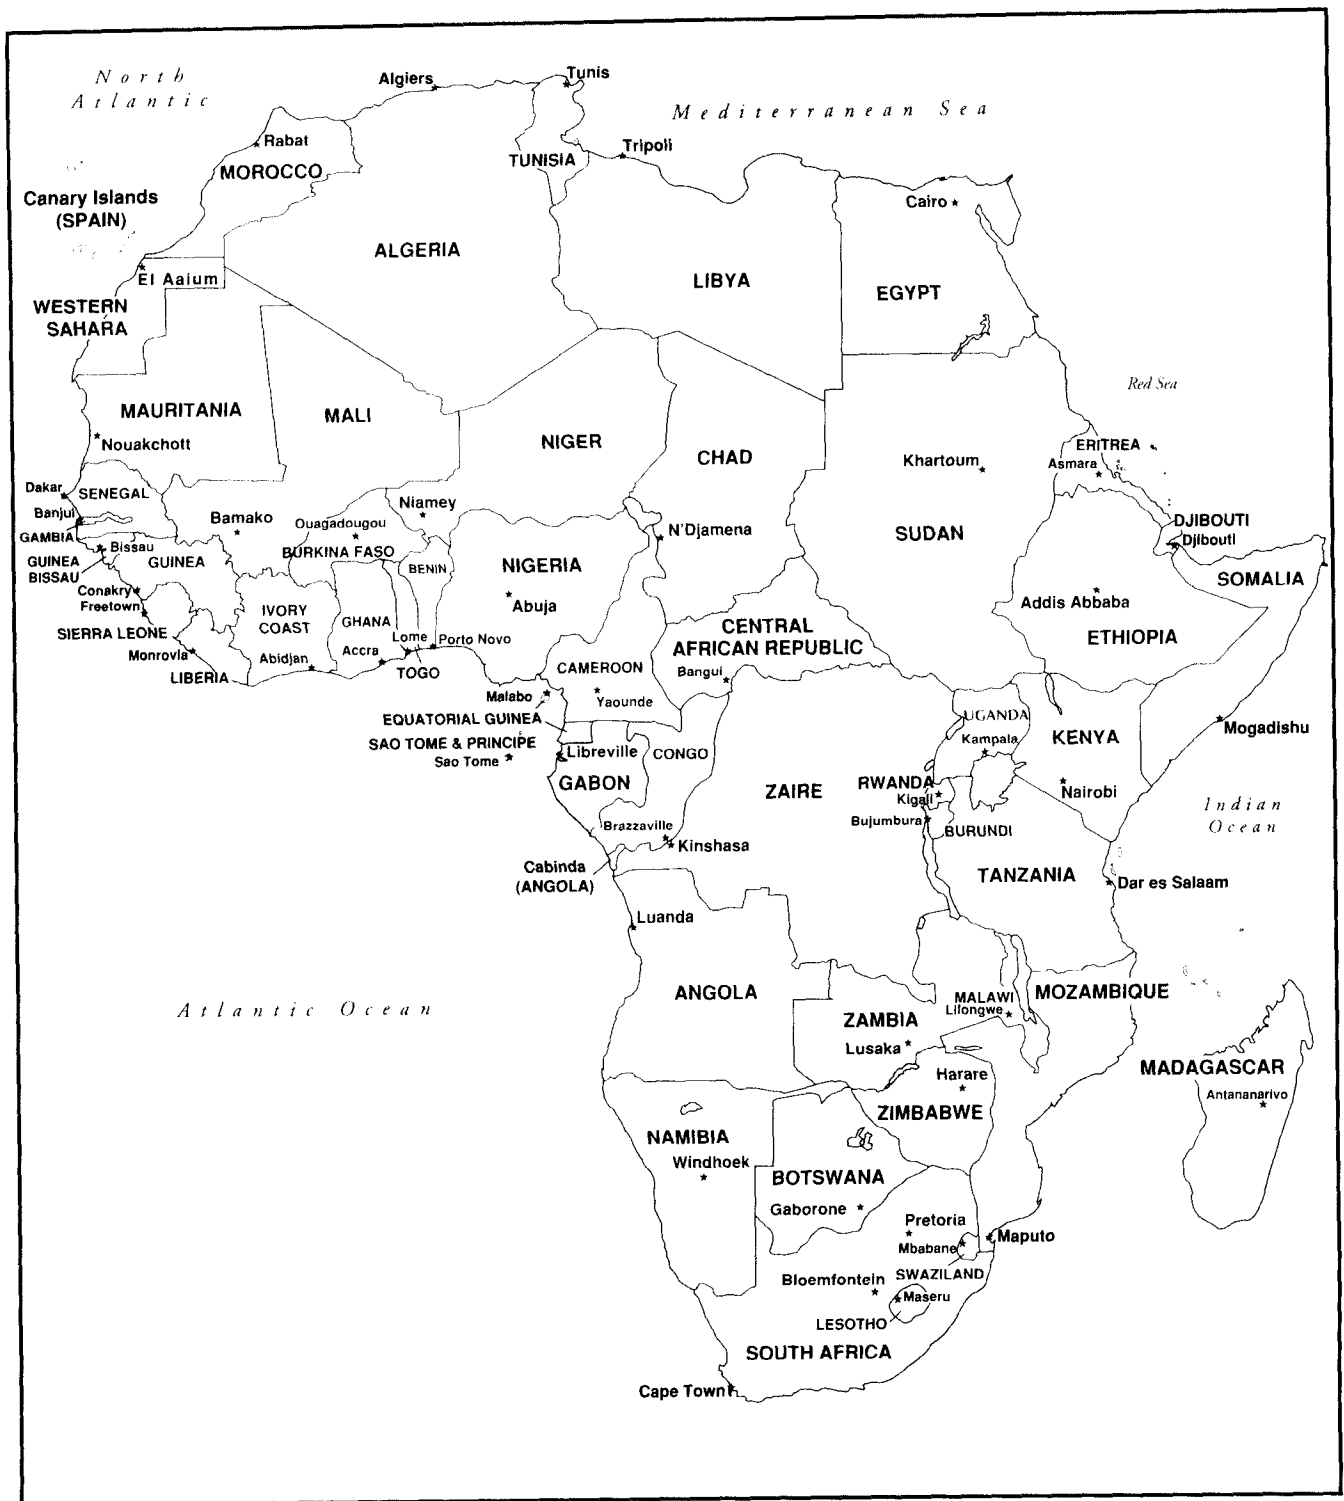 North
Atlantic
Algiers
Tunis
Mediterranean Sea
Rabat
MOROCCO
TUNISIA
Tripoli
Canary Islands
(SPAIN)
Cairo
ALGERIA
El Aaium
LIBYA
EGYPT
WESTERN
SAHARA
Red Sea
MAURITANIA
MALI
NIGER
CHAD
Nouakchott
Khartoum
ERITREA
Asmara
Dakar
SENEGAL
Niamey
Banjul
Bamako
Ouagadougou
N'Djamena
SUDAN
DJIBOUTI
Djibouti
GAMBIA
Bissau
GUINEA
BISSAU
GUINEA
BURKINA FASO
BENIN
NIGERIA
SOMALIA
Conakry
Freetown
Abuja
Addis Abbaba
IVORY
COAST
GHANA
SIERRA LEONE
CENTRAL
AFRICAN REPUBLIC
ETHIOPIA
Monrovia
Abidjan
Accra
Lome
Porto Novo
LIBERIA
TOGO
CAMEROON
Bangui
Malabo
Yaounde
EQUATORIAL GUINEA
UGANDA
Kampala
KENYA
Mogadishu
SAO TOME & PRINCIPE
Sao Tome
Libreville
CONGO
GABON
ZAIRE
RWANDA
Kigali
Nairobi
Indian
Ocean
Brazzaville
Kinshasa
Bujumbura
BURUNDI
Cabinda
(ANGOLA)
TANZANIA
Dar es Salaam
Luanda
Atlantic Ocean
ANGOLA
MALAWI
Lilongwe
MOZAMBIQUE
ZAMBIA
Lusaka
MADAGASCAR
Harare
Antananarivo
ZIMBABWE
NAMIBIA
Windhoek
BOTSWANA
Gaborone
Pretoria
Mbabane
Maputo
SWAZILAND
Bloemfontein
Maseru
LESOTHO
SOUTH AFRICA
Cape Town